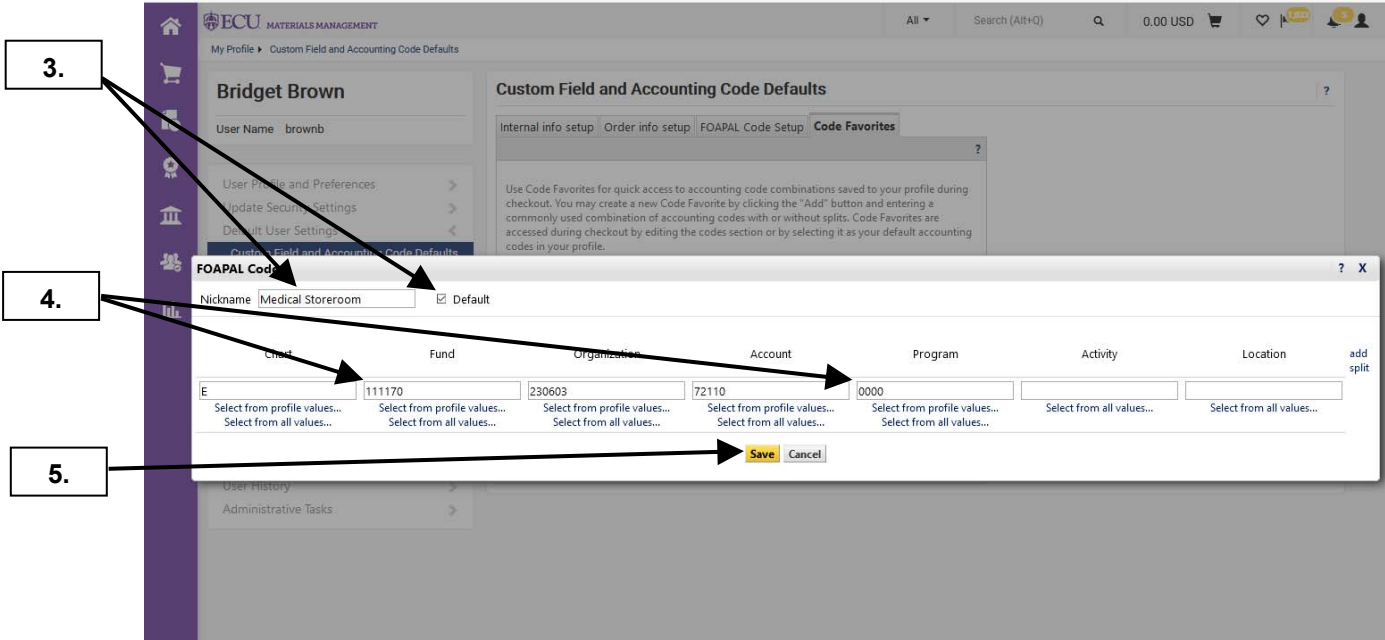 ECU MATERIALS MANAGEMENT
All
Search (Alt+Q)
0.00 USD
5
My Profile Custom Field and Accounting Code Defaults
3.
Bridget Brown
User Name brownb
Custom Field and Accounting Code Defaults
?
Internal info setup Order info setup FOAPAL Code Setup Code Favorites
?
User Profile and Preferences
Update Security Settings
Default User Settings
Custom Field and Accounting Code Defaults
Use Code Favorites for quick access to accounting code combinations saved to your profile during
checkout. You may create a new Code Favorite by clicking the "Add" button and entering a
commonly used combination of accounting codes with or without splits. Code Favorites are
accessed during checkout by editing the codes section or by selecting it as your default accounting
codes in your profile.
FOAPAL Code
? X
4.
Nickname Medical Storeroom Default
Chart Fund Organization Account Program Activity Location add
split
E 111170 230603 72110 0000
Select from profile values... Select from profile values... Select from profile values... Select from profile values... Select from profile values... Select from all values... Select from all values...
Select from all values... Select from all values... Select from all values... Select from all values... Select from all values...
Save Cancel
5.
User History
Administrative Tasks